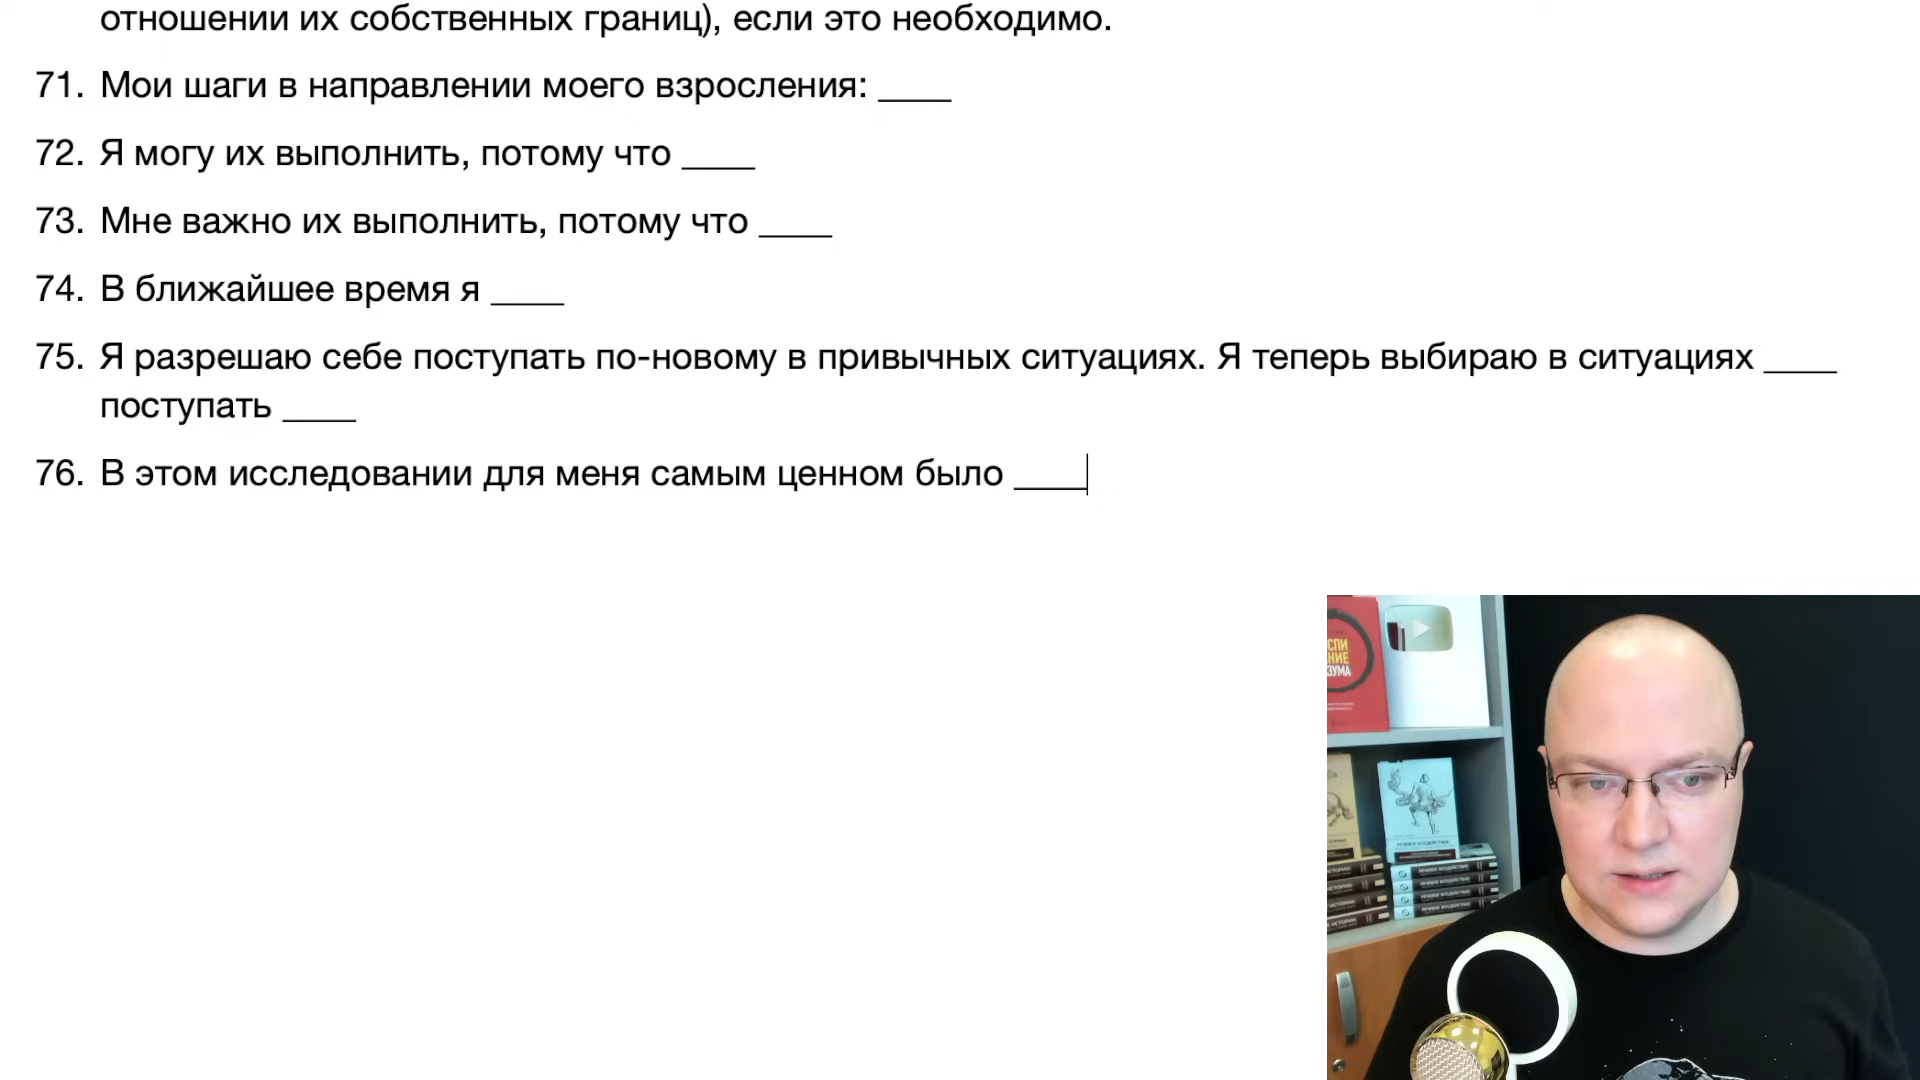 отношении их собственных границ), если это необходимо.
71. Мои шаги в направлении моего взросления: ____
72. Я могу их выполнить, потому что ____
73. Мне важно их выполнить, потому что ____
74. В ближайшее время я ____
75. Я разрешаю себе поступать по-новому в привычных ситуациях. Я теперь выбираю в ситуациях ____
поступать ____
76. В этом исследовании для меня самым ценном было ____